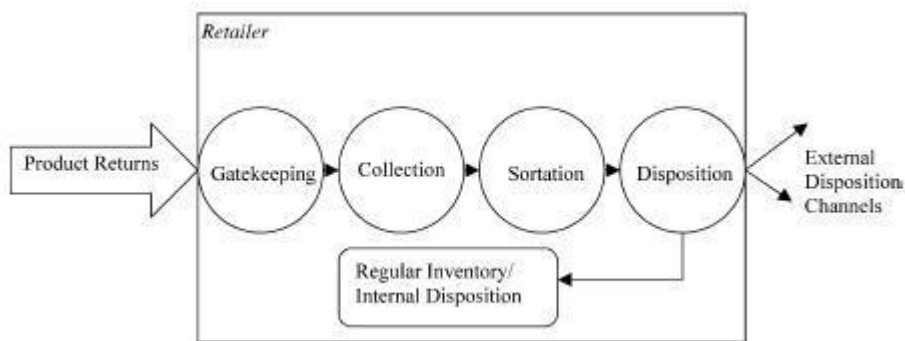 Retailer
Product Returns
Gatekeeping
Collection
Sortation
Disposition
External
Disposition
Channels
Regular Inventory/
Internal Disposition